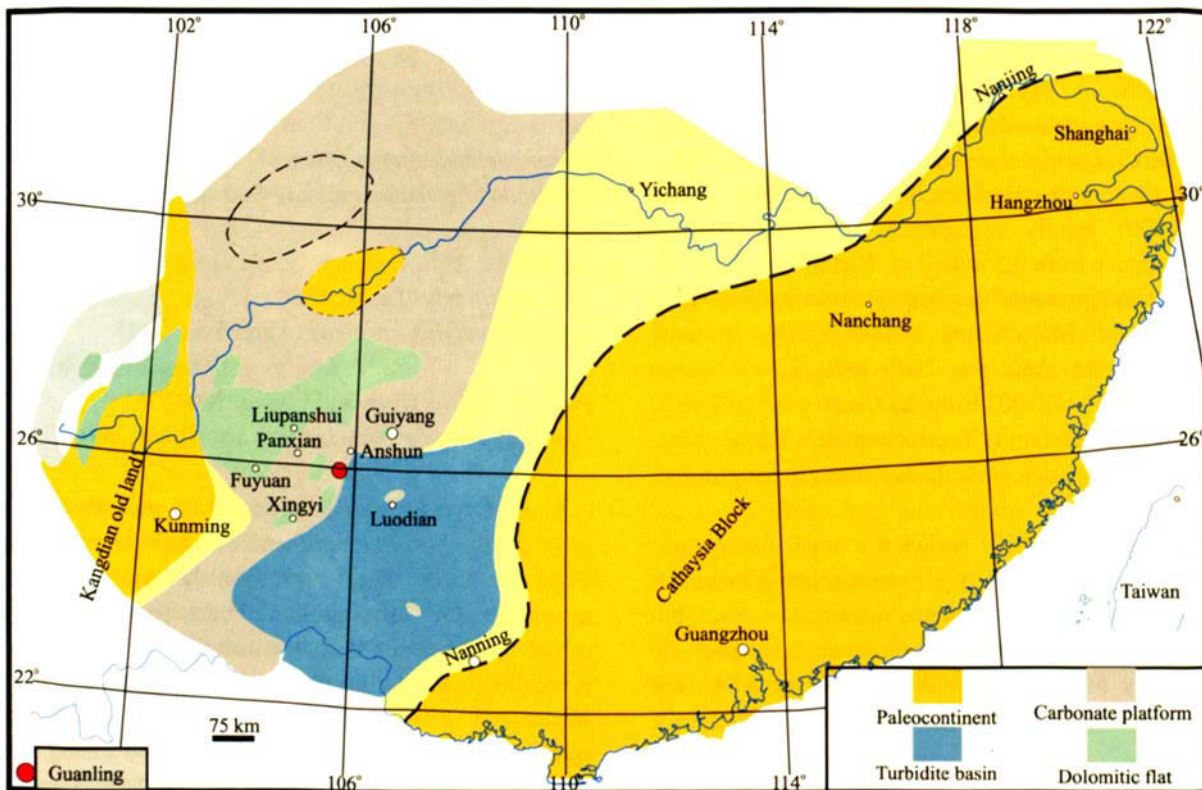 102°
106°
110°
114°
118°
122°
Nanjing
Shanghai
30°
Yichang
Hangzhou
30°
Nanchang
Liupanshui
Guiyang
26°
Panxian
Anshun
26°
Fuyuan
Xingyi
Luodian
Kunming
Kangdian old land
Cathaysia Block
Taiwan
Guangzhou
Nanning
22°
75 km
Paleocontinent
Carbonate platform
Turbidite basin
Dolomitic flat
Guanling
106°
110°
114°